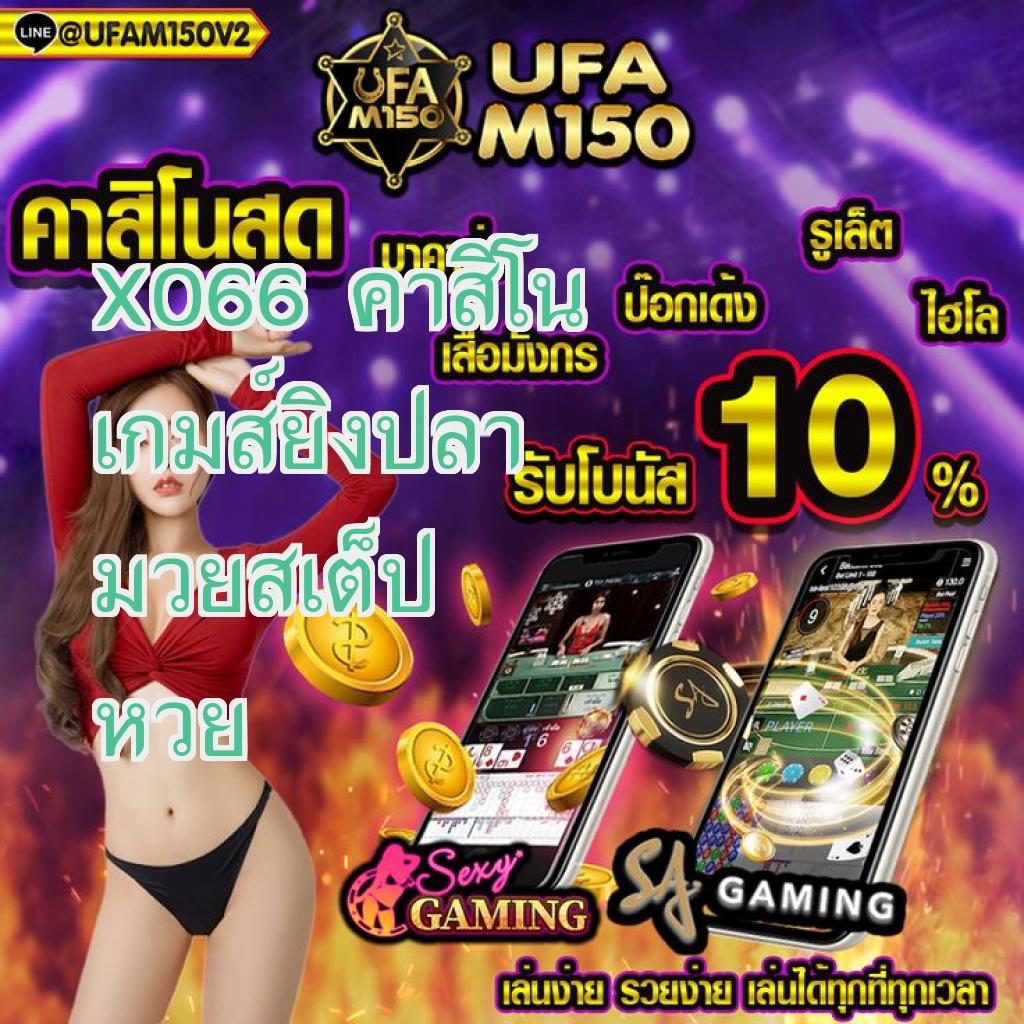 LINE @UFAM150V2
UFA
M150
UFA
M150
คาสิโนสด
รูเล็ต
X066 คาสิโน
ป๊อกเด้ง
ไฮโล
เสือมังกร
10 %
เกมส์ยิงปลา
รับโบนัส
มวยสเต็ป
หวย
PLAYER
Sexy
GAMING
SA GAMING
เล่นง่าย รวยง่าย เล่นได้ทุกที่ทุกเวลา